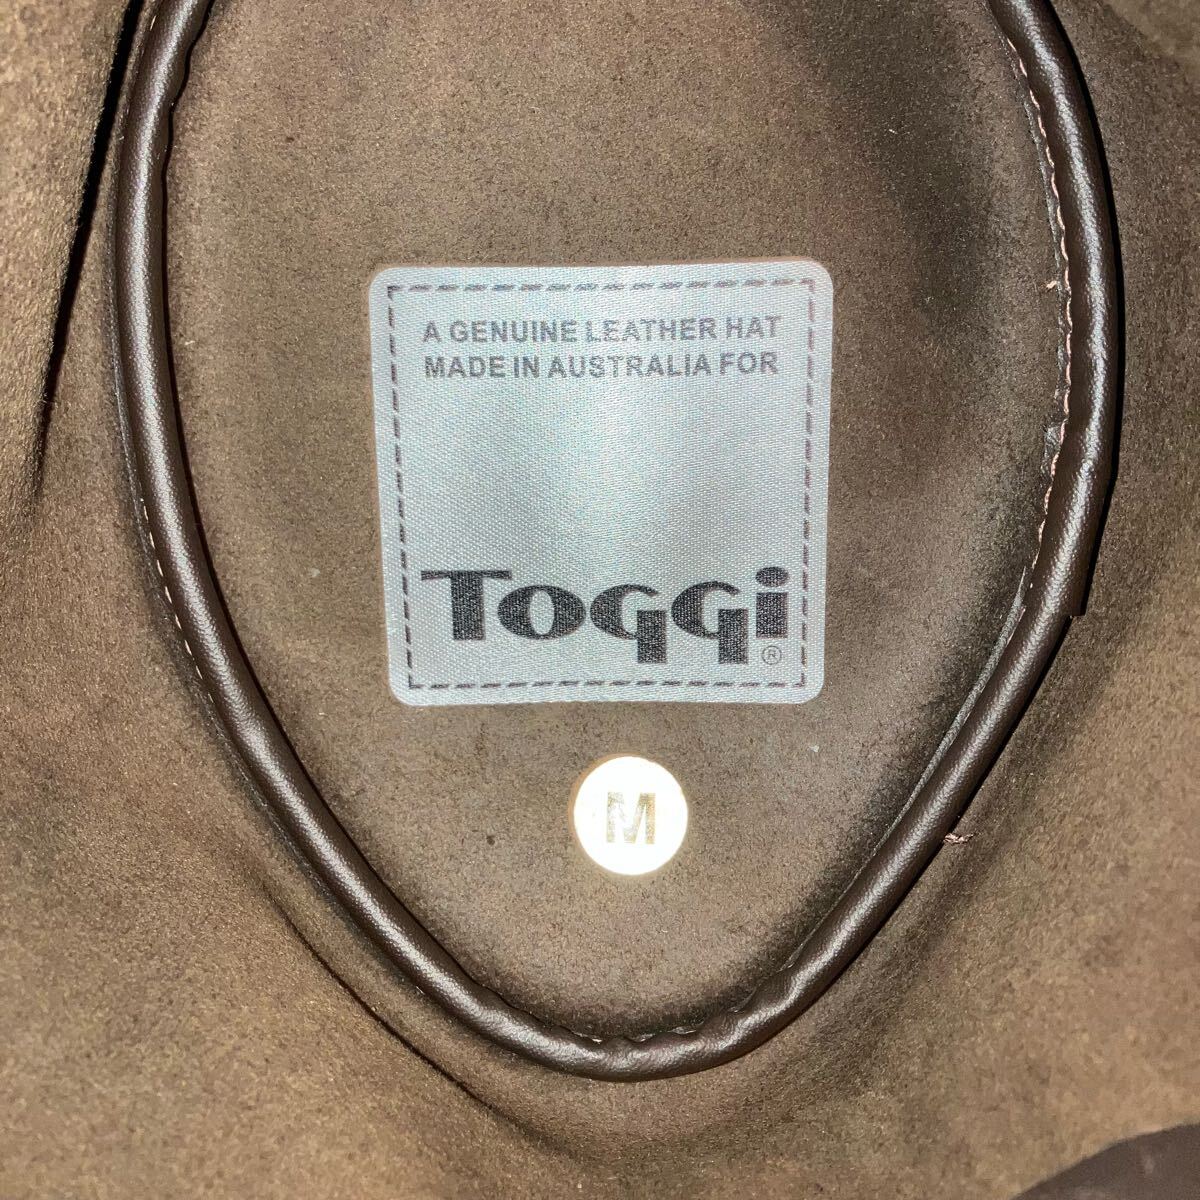 A GENUINE LEATHER HAT
MADE IN AUSTRALIA FOR
Toggi
®
M